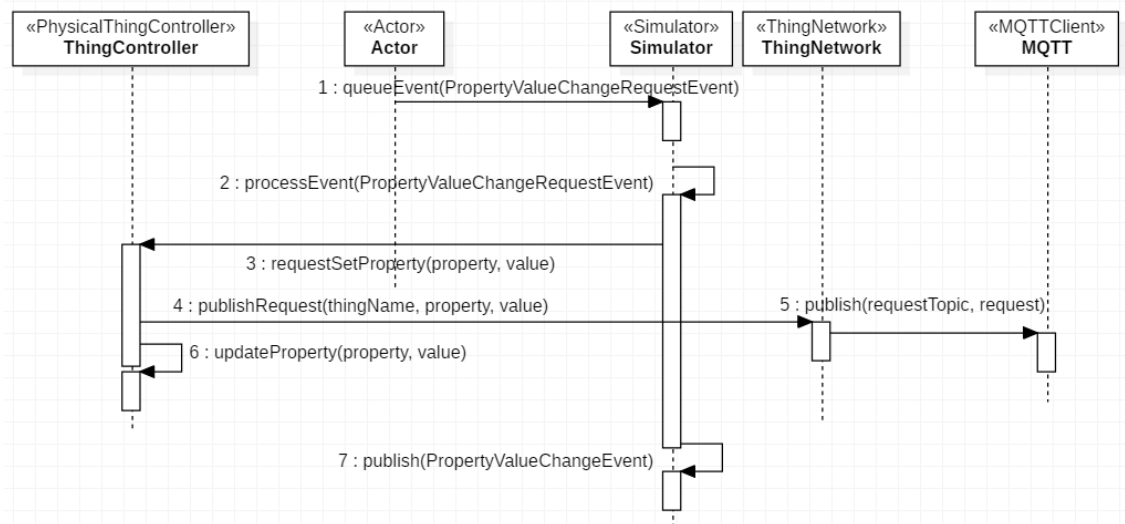 «PhysicalThingController»
ThingController
«Actor»
Actor
«Simulator»
Simulator
«ThingNetwork»
ThingNetwork
«MQTTClient»
MQTT
1 : queueEvent(PropertyValueChangeRequestEvent)
2 : processEvent(PropertyValueChangeRequestEvent)
3 : requestSetProperty(property, value)
4 : publishRequest(thingName, property, value)
5 : publish(requestTopic, request)
6 : updateProperty(property, value)
7 : publish(PropertyValueChangeEvent)